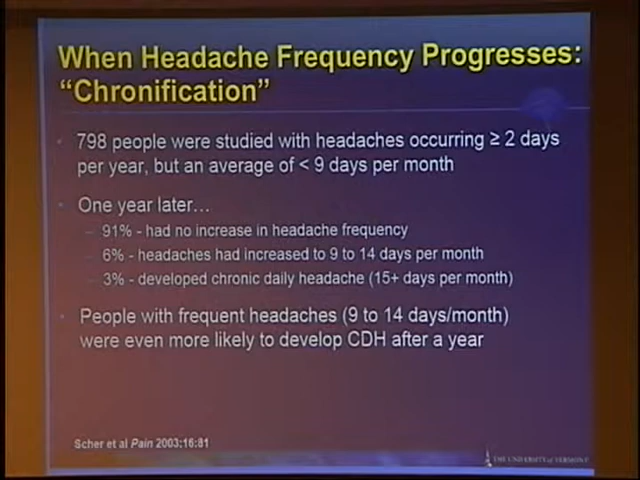 When Headache Frequency Progresses:
"Chronification"
• 798 people were studied with headaches occurring ≥ 2 days
per year, but an average of < 9 days per month
• One year later…
– 91% - had no increase in headache frequency
– 6% - headaches had increased to 9 to 14 days per month
– 3% - developed chronic daily headache (15+ days per month)
• People with frequent headaches (9 to 14 days/month)
were even more likely to develop CDH after a year
Scher et al Pain 2003:16:81
THE UNIVERSITY of VERMONT